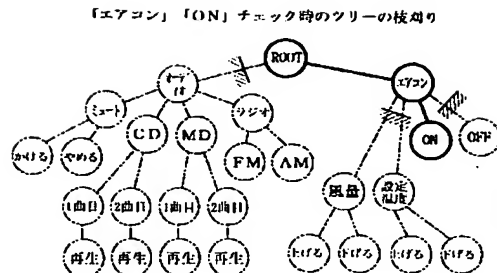 「エアコン」「ON」チェック時のツリーの枝刈り
ROOT
オーディオ
エアコン
ミュート
CD
MD
ラジオ
ON
OFF
かける
やめる
FM
AM
風量
設定温度
1曲目
2曲目
1曲目
2曲目
上げる
下げる
上げる
下げる
再生
再生
再生
再生